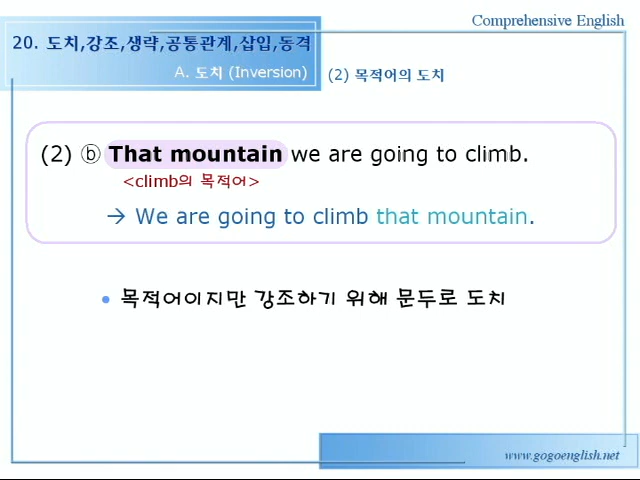 Comprehensive English
20. 도치,강조,생략,공통관계,삽입,동격
A. 도치 (Inversion)
(2) 목적어의 도치
(2) ⓑ That mountain we are going to climb.
<climb의 목적어>
→ We are going to climb that mountain.
• 목적어이지만 강조하기 위해 문두로 도치
www.gogoenglish.net